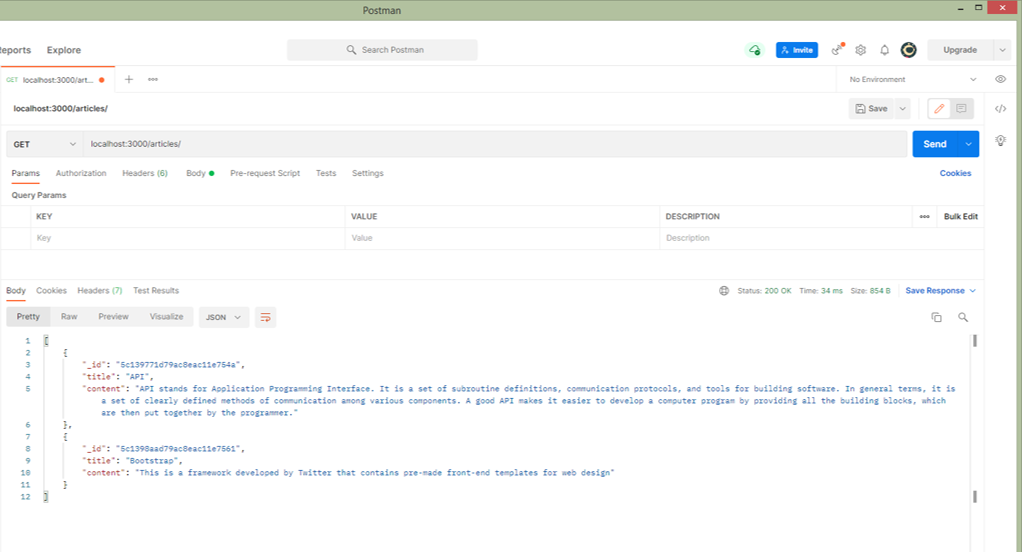 Postman
Reports Explore Search Postman Invite Upgrade
GET localhost:3000/art... No Environment
localhost:3000/articles/ Save
GET localhost:3000/articles/ Send
Params Authorization Headers (6) Body Pre-request Script Tests Settings Cookies
Query Params
KEY VALUE DESCRIPTION Bulk Edit
Key Value Description
Body Cookies Headers (7) Test Results Status: 200 OK Time: 34 ms Size: 854 B Save Response
Pretty Raw Preview Visualize JSON
1 [
2 {
3 "_id": "5c139771d79ac8eac11e754a",
4 "title": "API",
5 "content": "API stands for Application Programming Interface. It is a set of subroutine definitions, communication protocols, and tools for building software. In general terms, it is
a set of clearly defined methods of communication among various components. A good API makes it easier to develop a computer program by providing all the building blocks, which
are then put together by the programmer."
6 },
7 {
8 "_id": "5c1398aad79ac8eac11e7561",
9 "title": "Bootstrap",
10 "content": "This is a framework developed by Twitter that contains pre-made front-end templates for web design"
11 }
12 ]